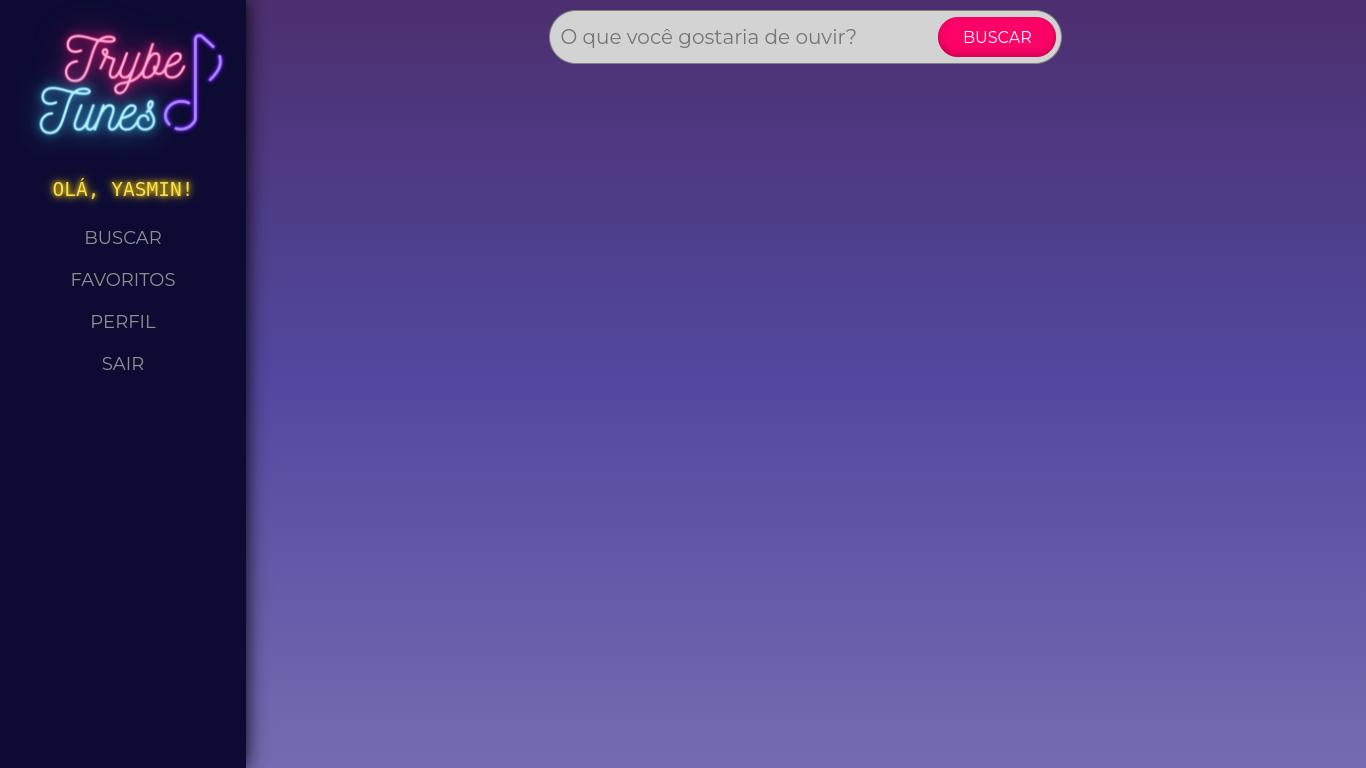 Trybe
Tunes
OLÁ, YASMIN!
BUSCAR
FAVORITOS
PERFIL
SAIR
O que você gostaria de ouvir?
BUSCAR